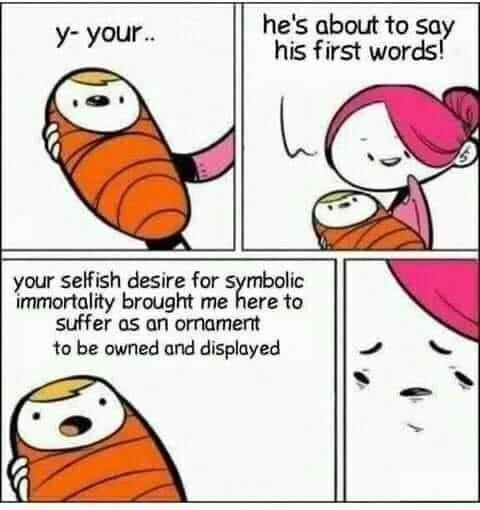 y- your..
he's about to say
his first words!
your selfish desire for symbolic
immortality brought me here to
suffer as an ornament
to be owned and displayed